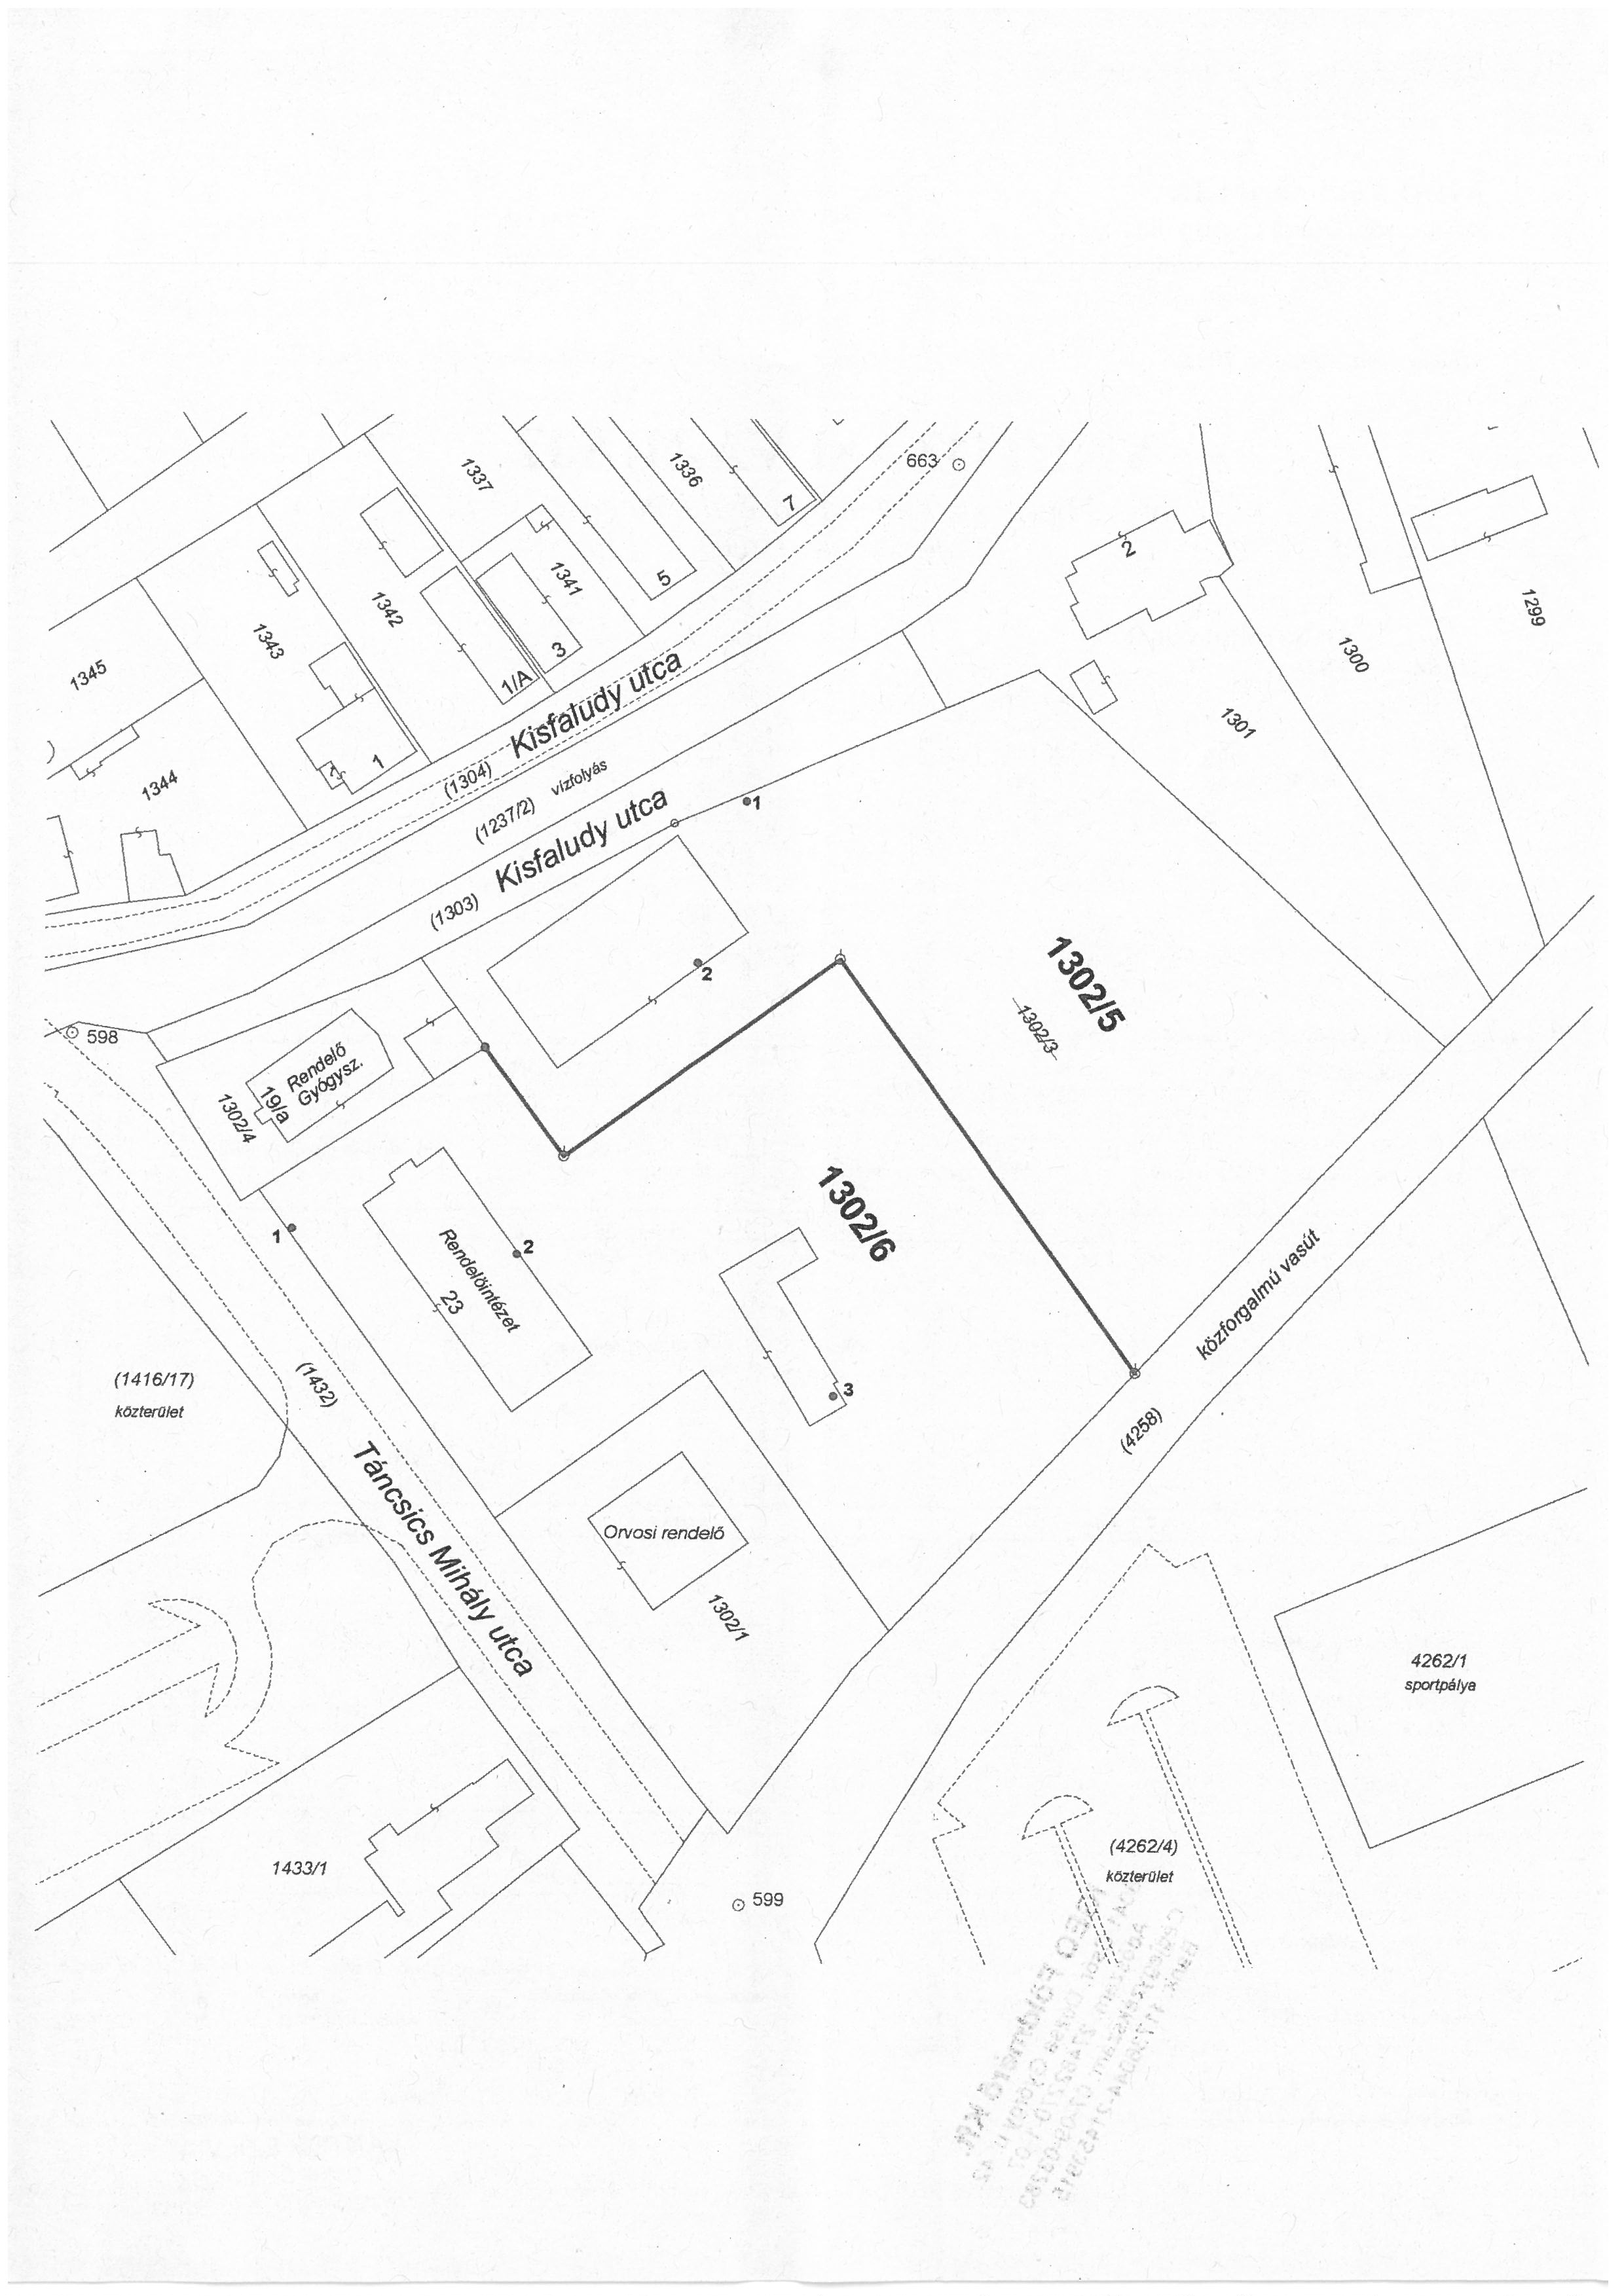 663
1337
1336
7
2
1341
5
1299
1342
1343
3
1300
1345
1/A
Kisfaludy utca
1301
1
2
1344
(1304)
(1237/2)
vízfolyás
Kisfaludy utca
1
(1303)
2
1302/5
1302/3
598
Rendelő
Gyógysz.
19/a
1302/4
1302/6
1
2
Rendelőintézet
23
közforgalmú vasút
(1416/17)
közterület
(1432)
3
(4258)
Táncsics Mihály utca
Orvosi rendelő
1302/1
4262/1
sportpálya
1433/1
(4262/4)
közterület
599